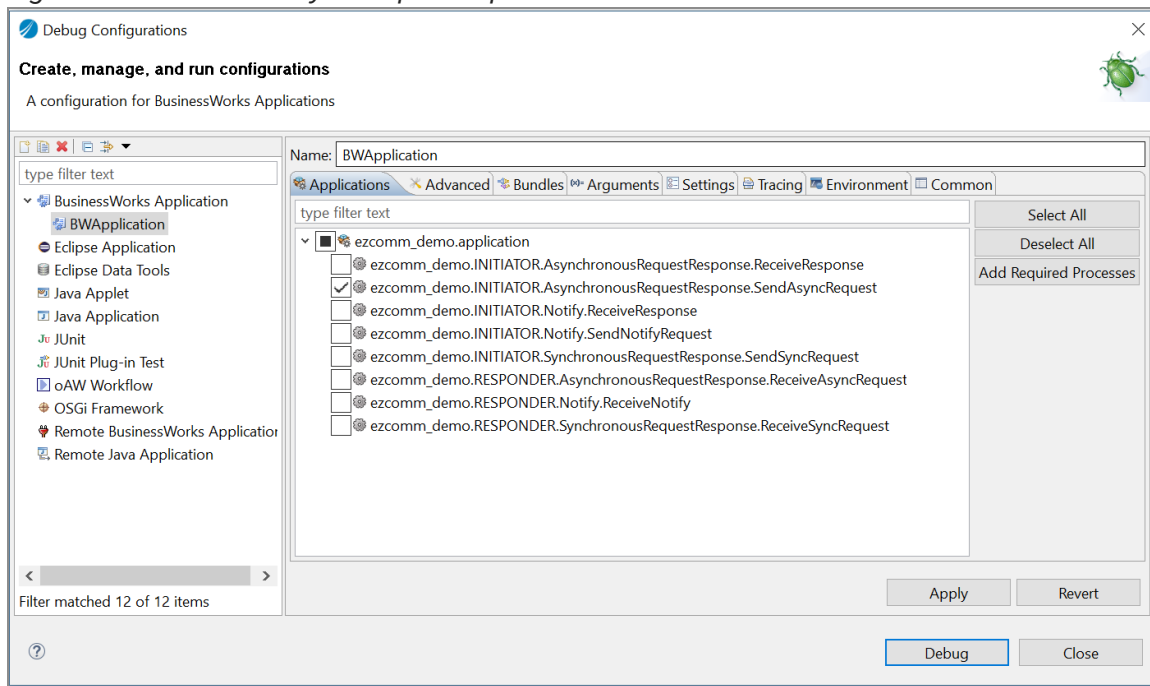 Debug Configurations
Create, manage, and run configurations
A configuration for BusinessWorks Applications
type filter text
BusinessWorks Application
BWApplication
Eclipse Application
Eclipse Data Tools
Java Applet
Java Application
Ju JUnit
JUnit Plug-in Test
oAW Workflow
OSGi Framework
Remote BusinessWorks Application
Remote Java Application
Filter matched 12 of 12 items
Name: BWApplication
Applications Advanced Bundles Arguments Settings Tracing Environment Common
type filter text
ezcomm_demo.application
ezcomm_demo.INITIATOR.AsynchronousRequestResponse.ReceiveResponse
ezcomm_demo.INITIATOR.AsynchronousRequestResponse.SendAsyncRequest
ezcomm_demo.INITIATOR.Notify.ReceiveResponse
ezcomm_demo.INITIATOR.Notify.SendNotifyRequest
ezcomm_demo.INITIATOR.SynchronousRequestResponse.SendSyncRequest
ezcomm_demo.RESPONDER.AsynchronousRequestResponse.ReceiveAsyncRequest
ezcomm_demo.RESPONDER.Notify.ReceiveNotify
ezcomm_demo.RESPONDER.SynchronousRequestResponse.ReceiveSyncRequest
Select All
Deselect All
Add Required Processes
Apply Revert
Debug Close